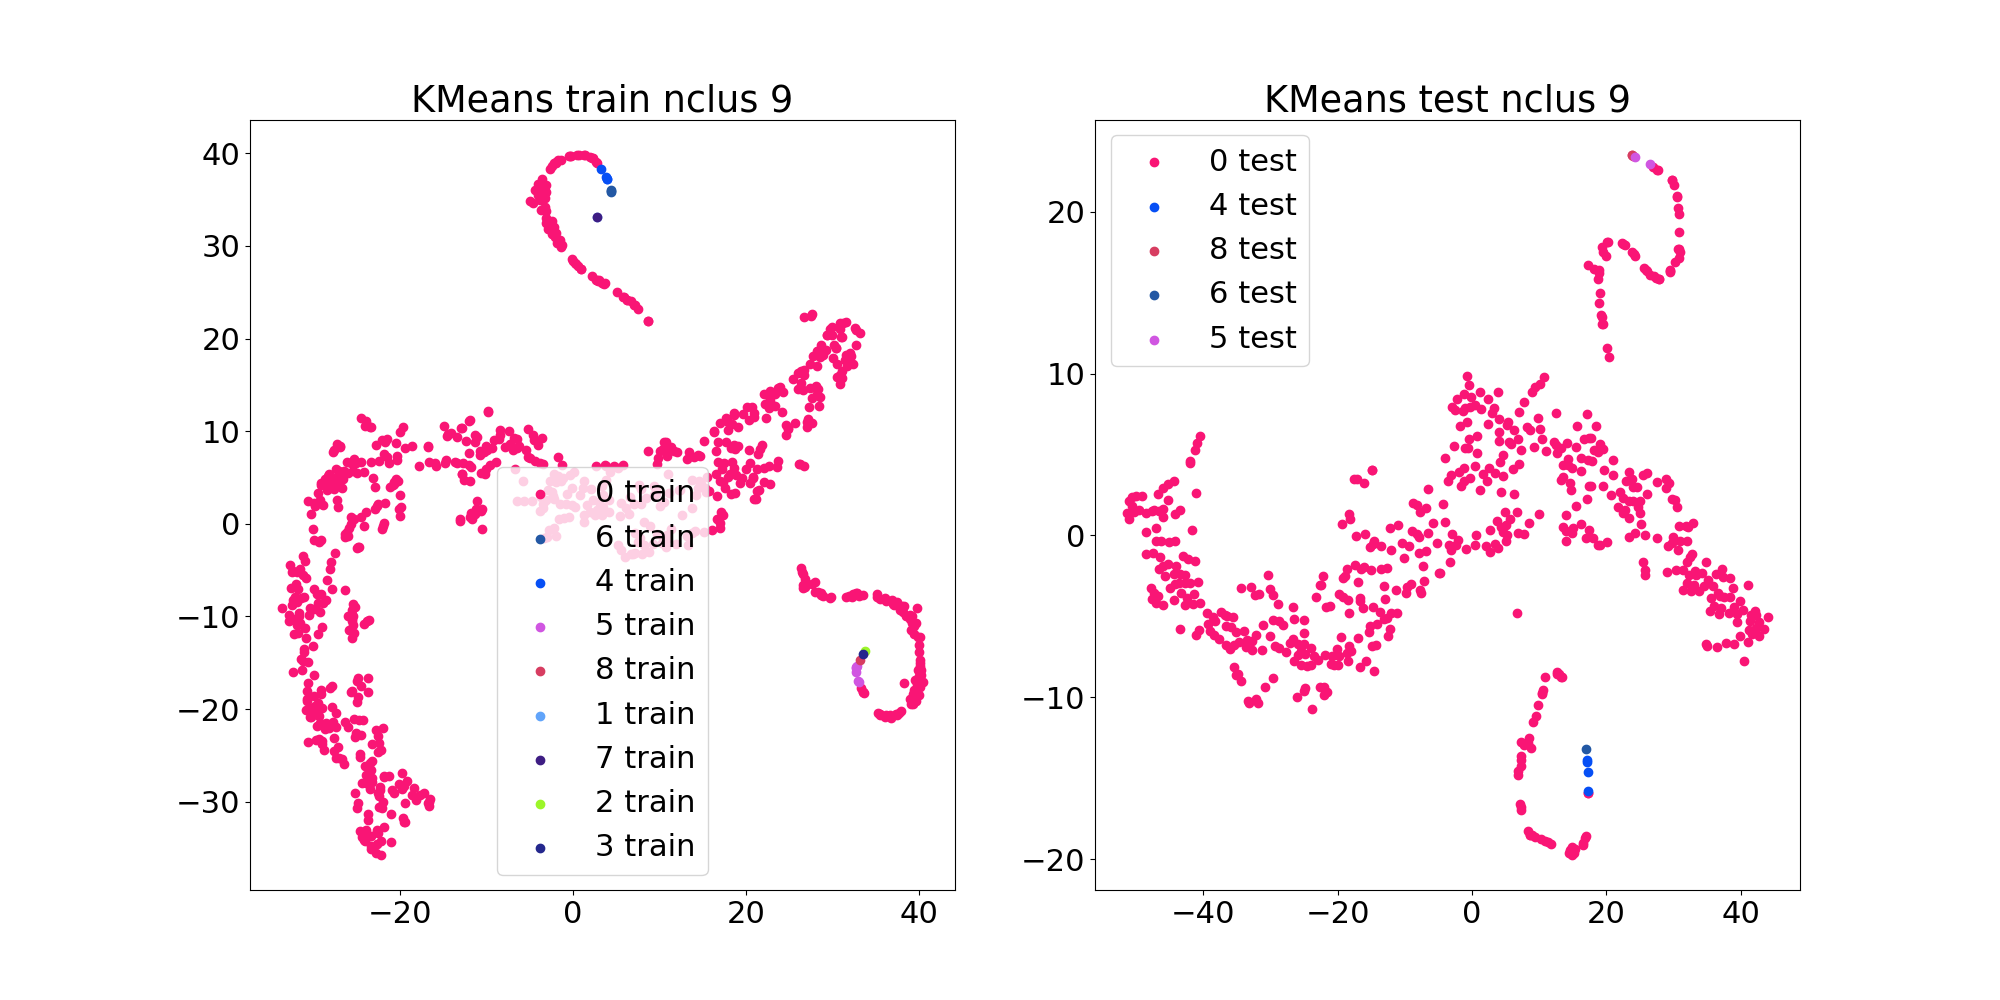 KMeans train nclus 9
40
30
20
10
0
−10
−20
−30
−20
0
20
40
0 train
6 train
4 train
5 train
8 train
1 train
7 train
2 train
3 train
KMeans test nclus 9
20
10
0
−10
−20
−40
−20
0
20
40
0 test
4 test
8 test
6 test
5 test